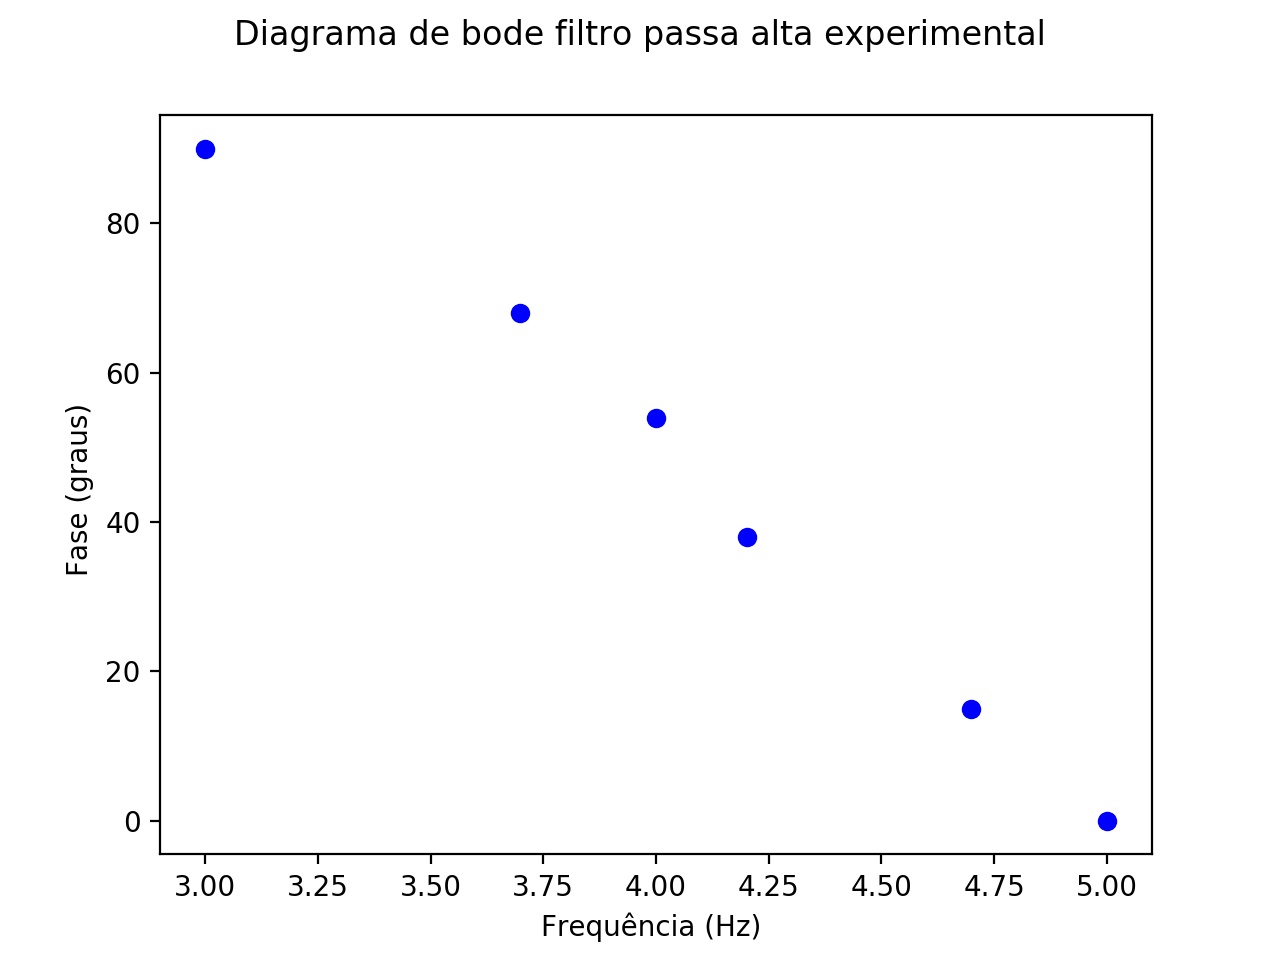 Diagrama de bode filtro passa alta experimental
80
60
40
20
0
Fase (graus)
3.00 3.25 3.50 3.75 4.00 4.25 4.50 4.75 5.00
Frequência (Hz)